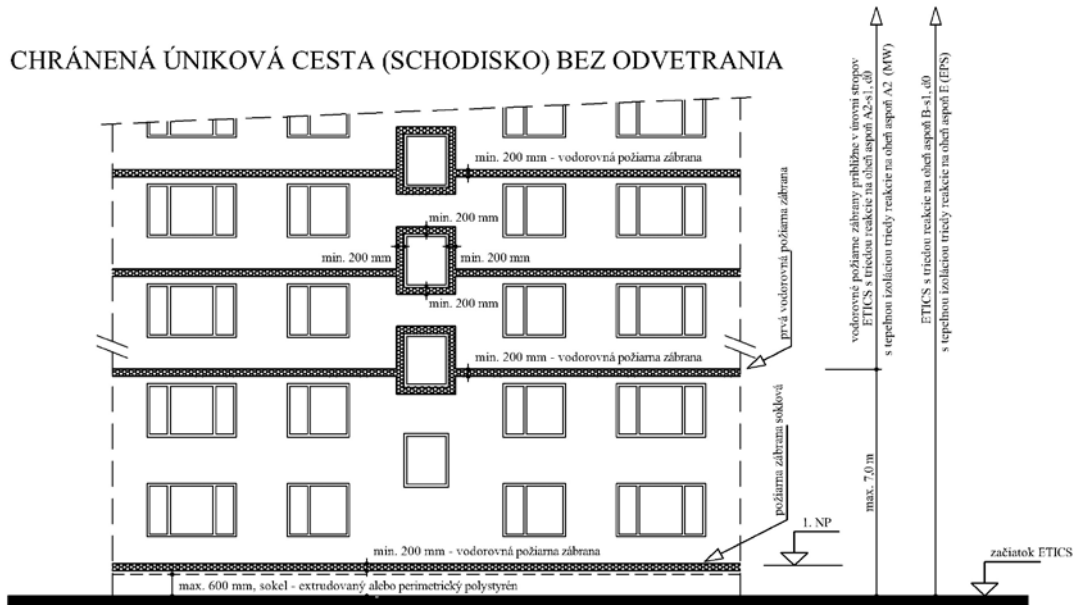 CHRÁNENÁ ÚNIKOVÁ CESTA (SCHODISKO) BEZ ODVETRANIA
min. 200 mm - vodorovná požiarna zábrana
min. 200 mm
min. 200 mm
min. 200 mm
min. 200 mm
min. 200 mm - vodorovná požiarna zábrana
min. 200 mm - vodorovná požiarna zábrana
max. 600 mm, sokel - extrudovaný alebo perimetrický polystyrén
prvá vodorovná požiarna zábrana
požiarna zábrana soklová
1. NP
max. 7,0 m
vodorovné požiarne zábrany približne v úrovni stropov
ETICS s triedou reakcie na oheň aspoň A2-s1, d0
s tepelnou izoláciou triedy reakcie na oheň aspoň A2 (MW)
ETICS s triedou reakcie na oheň aspoň B-s1, d0
s tepelnou izoláciou triedy reakcie na oheň aspoň E (EPS)
začiatok ETICS